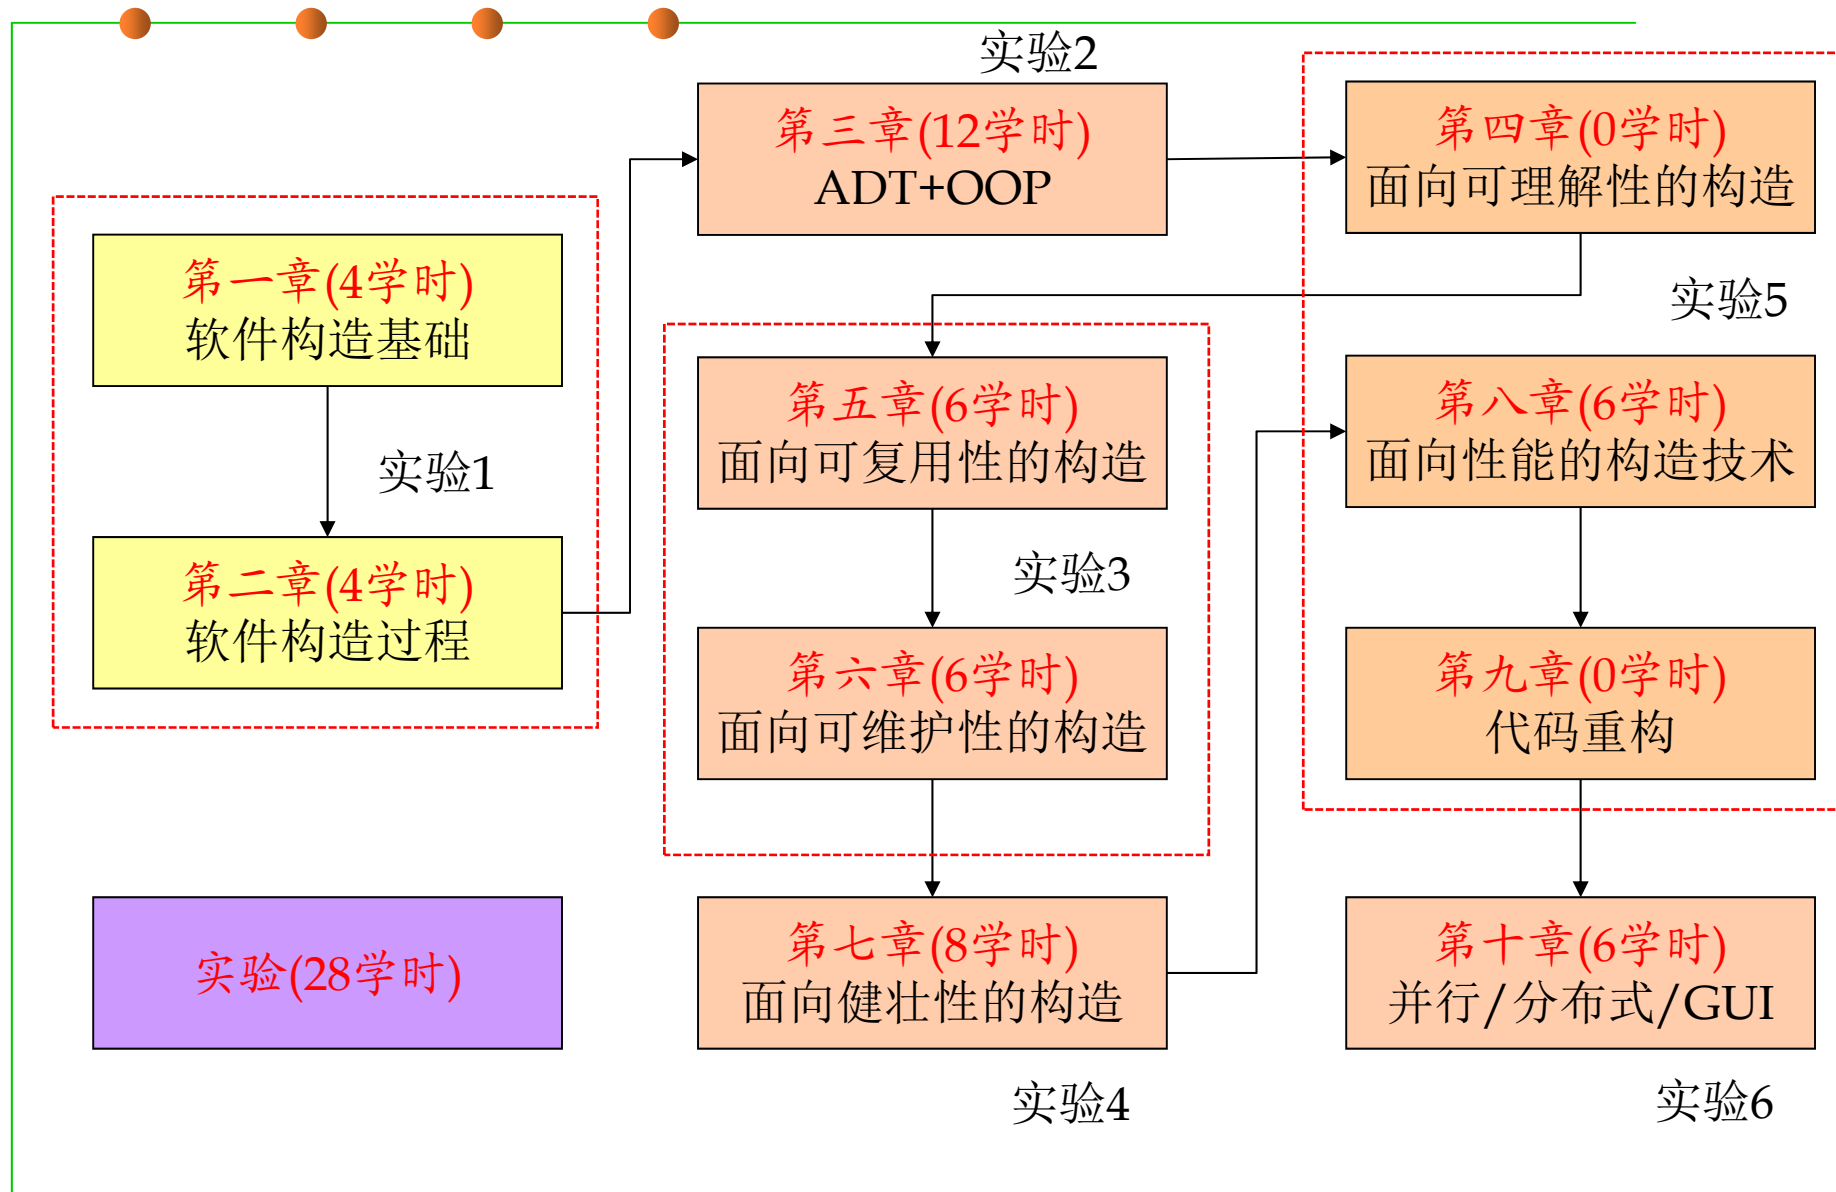 实验2
第三章(12学时)
ADT+OOP
第四章(0学时)
面向可理解性的构造
第一章(4学时)
软件构造基础
实验1
第二章(4学时)
软件构造过程
实验5
第五章(6学时)
面向可复用性的构造
实验3
第六章(6学时)
面向可维护性的构造
第八章(6学时)
面向性能的构造技术
第九章(0学时)
代码重构
实验(28学时)
第七章(8学时)
面向健壮性的构造
实验4
第十章(6学时)
并行/分布式/GUI
实验6